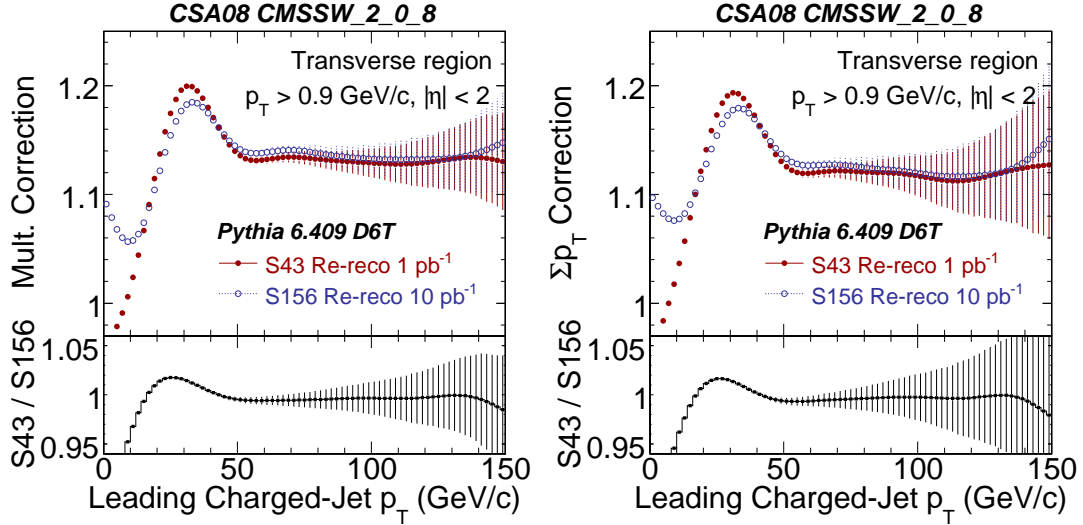 CSA08 CMSSW_2_0_8
Transverse region
p_T > 0.9 GeV/c, |η| < 2
Mult. Correction
1.2
1.1
1
Pythia 6.409 D6T
S43 Re-reco 1 pb⁻¹
S156 Re-reco 10 pb⁻¹
S43 / S156
1.05
1
0.95
0 50 100 150
Leading Charged-Jet p_T (GeV/c)
CSA08 CMSSW_2_0_8
Transverse region
p_T > 0.9 GeV/c, |η| < 2
Σp_T Correction
1.2
1.1
1
Pythia 6.409 D6T
S43 Re-reco 1 pb⁻¹
S156 Re-reco 10 pb⁻¹
S43 / S156
1.05
1
0.95
0 50 100 150
Leading Charged-Jet p_T (GeV/c)